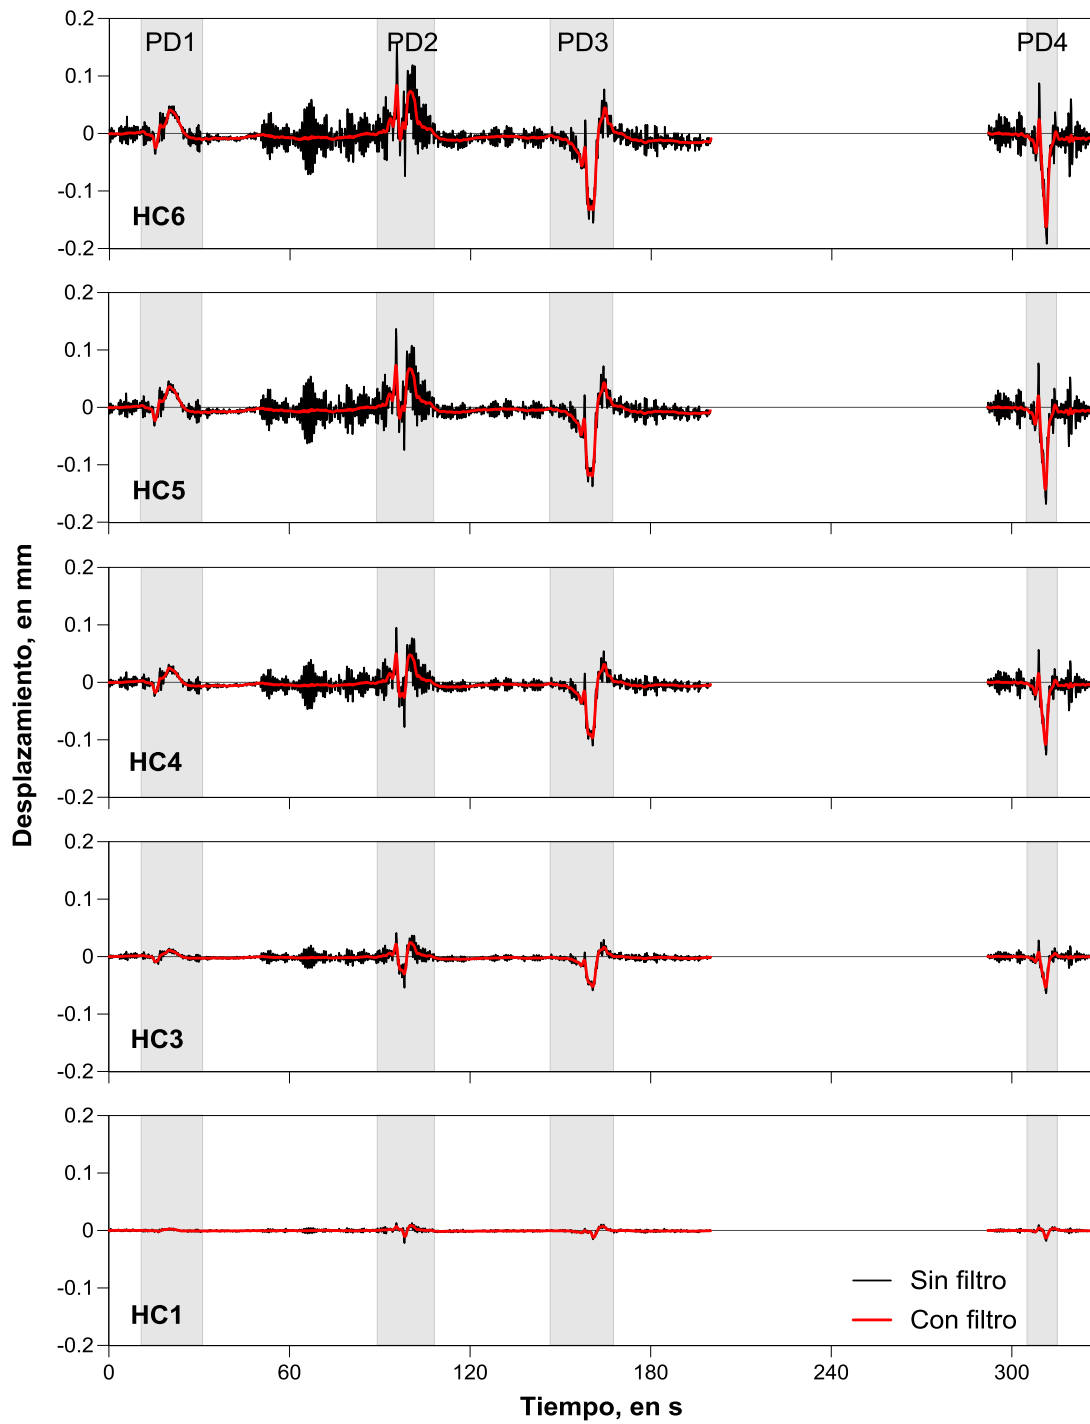 0.2
PD1 PD2 PD3 PD4
0.1
0
-0.1
HC6
-0.2
0.2
0.1
0
-0.1
HC5
-0.2
Desplazamiento, en mm
0.2
0.1
0
-0.1
HC4
-0.2
0.2
0.1
0
-0.1
HC3
-0.2
0.2
0.1
0
-0.1
HC1
-0.2
Sin filtro
Con filtro
0 60 120 180 240 300
Tiempo, en s